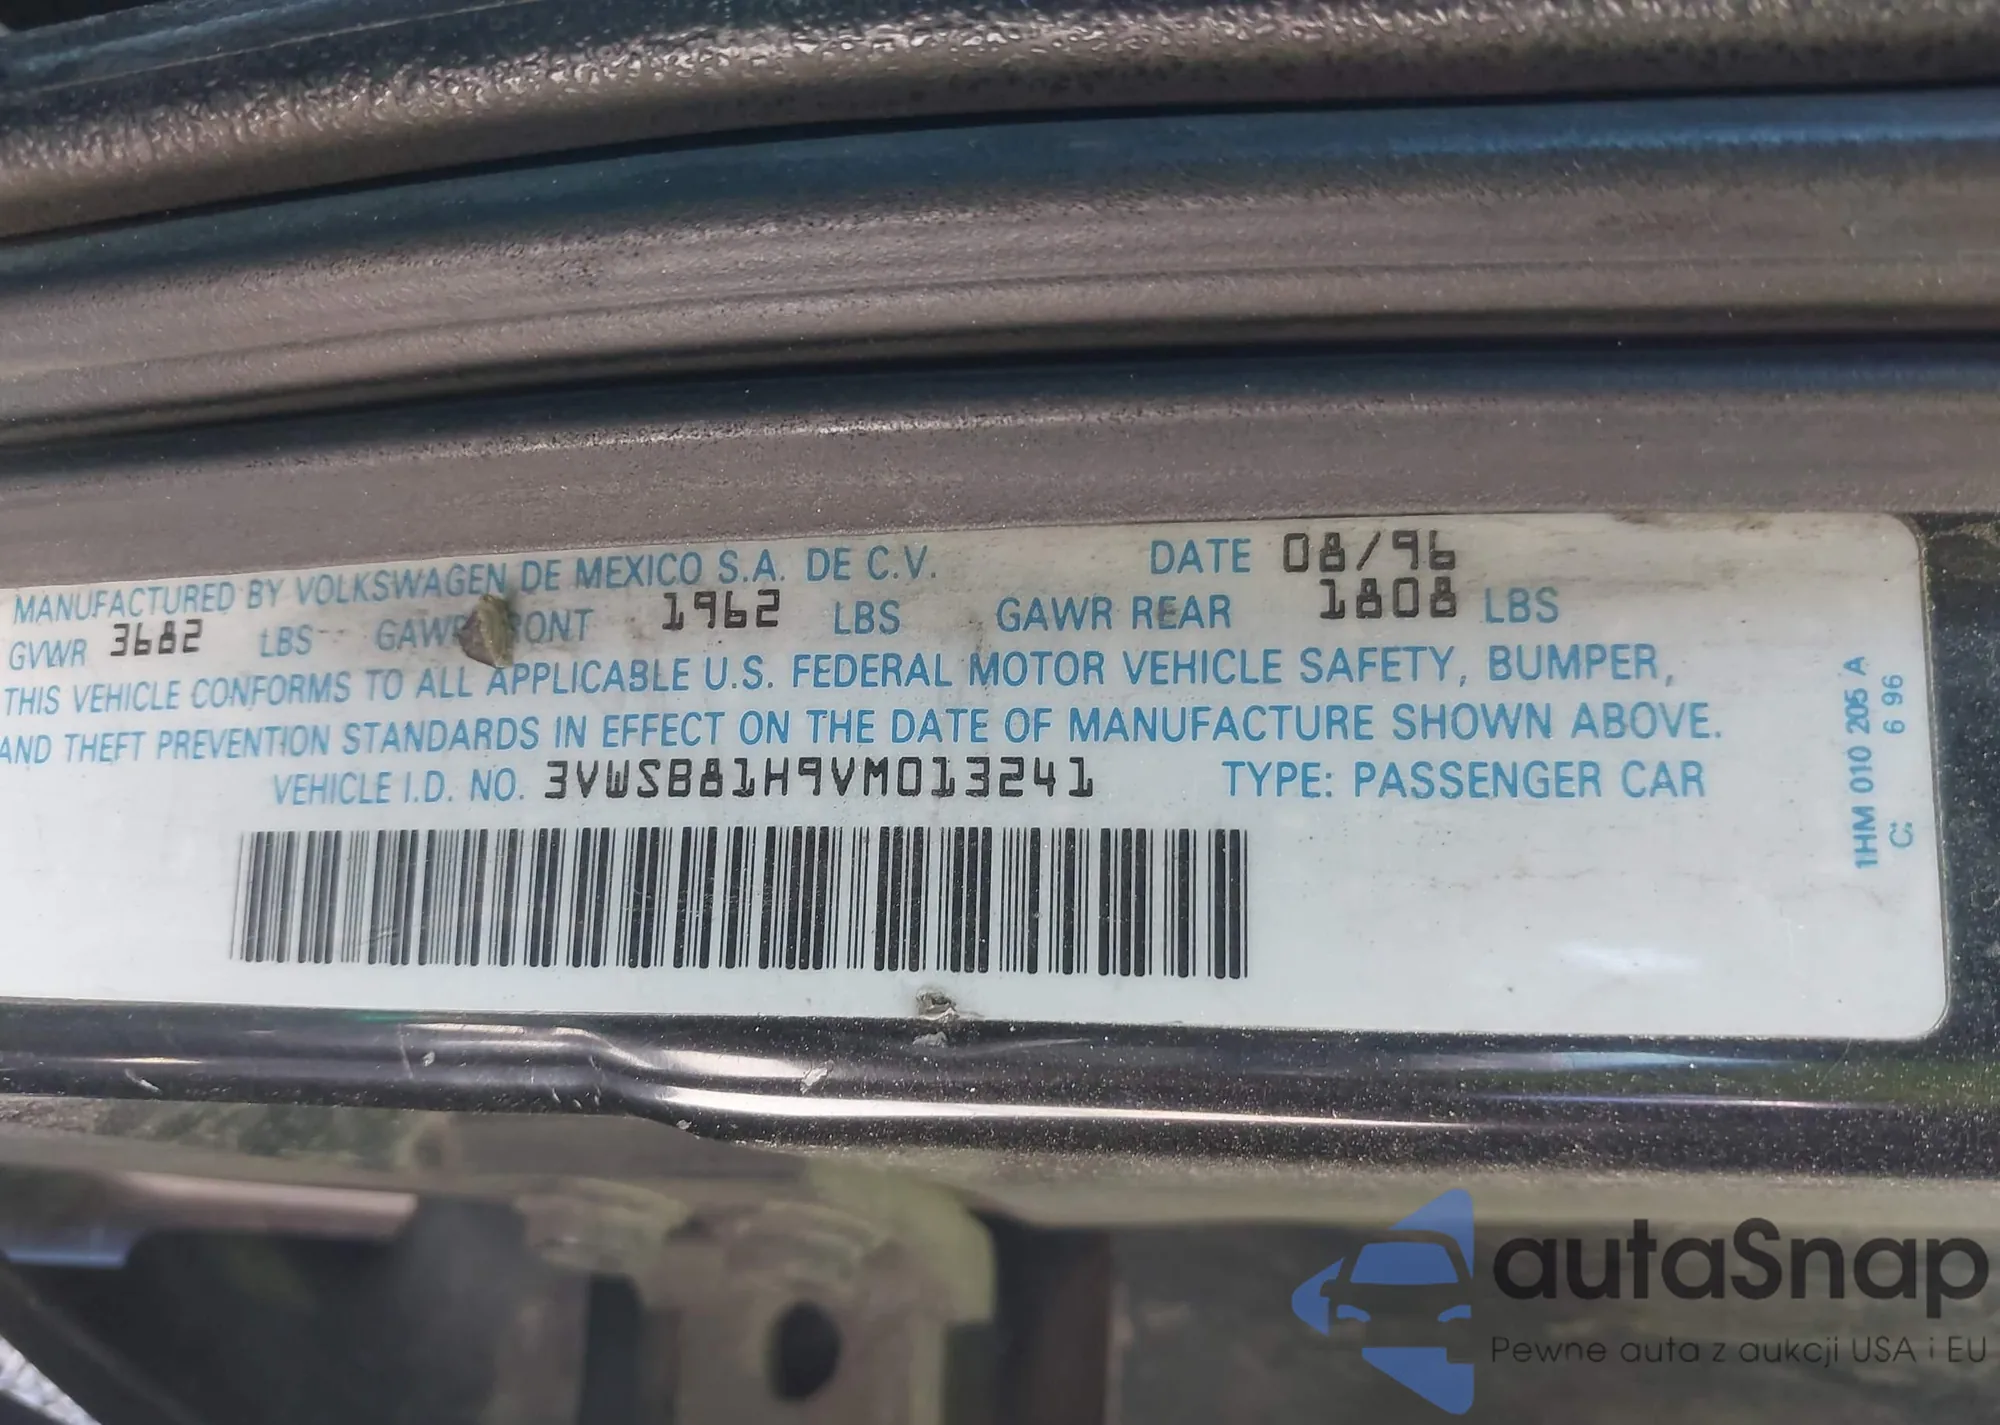 MANUFACTURED BY VOLKSWAGEN DE MEXICO S.A. DE C.V. DATE 08/96
GVWR 3682 LBS GAWR FRONT 1962 LBS GAWR REAR 1808 LBS
THIS VEHICLE CONFORMS TO ALL APPLICABLE U.S. FEDERAL MOTOR VEHICLE SAFETY, BUMPER,
AND THEFT PREVENTION STANDARDS IN EFFECT ON THE DATE OF MANUFACTURE SHOWN ABOVE.
VEHICLE I.D. NO. 3VWSB81H9VM013241 TYPE: PASSENGER CAR
1HM 010 205 A
C: 6 96
autaSnap
Pewne auta z aukcji USA i EU